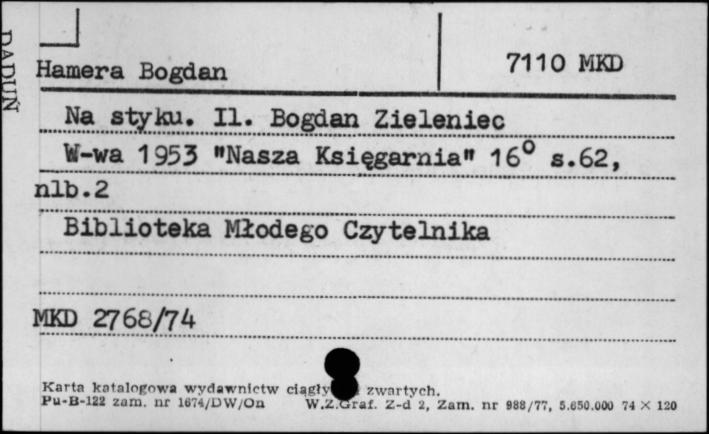 DADUŃ
Hamera Bogdan 7110 MKD
Na styku. Il. Bogdan Zieleniec
W-wa 1953 "Nasza Księgarnia" 16° s.62,
nlb.2
Biblioteka Młodego Czytelnika
MKD 2768/74
Karta katalogowa wydawnictw ciągły zwartych.
Pu-B-122 zam. nr 1674/DW/On W.Z.Graf. Z-d 2, Zam. nr 988/77, 5.650.000 74 × 120